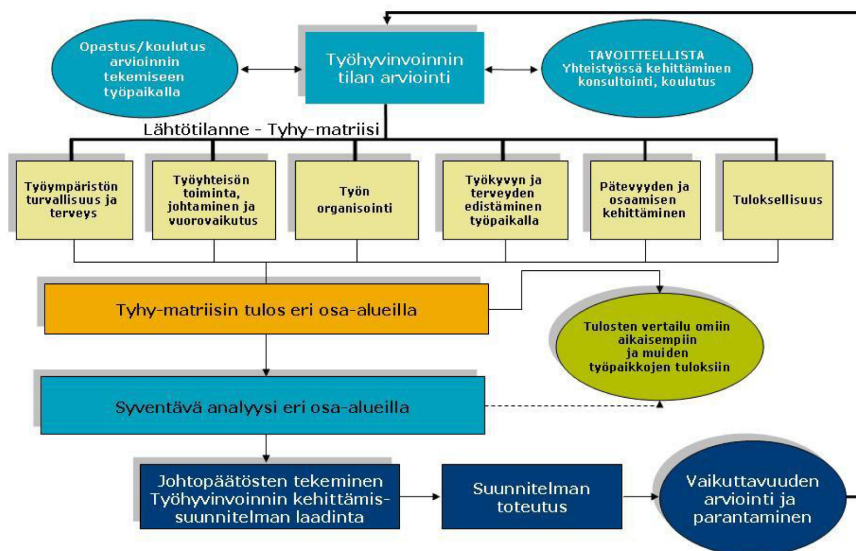 Opastus/koulutus
arvioinnin
tekemiseen
työpaikalla
Työhyvinvoinnin
tilan arviointi
TAVOITTEELLISTA
Yhteistyössä kehittäminen
konsultointi, koulutus
Lähtötilanne - Tyhy-matriisi
Työympäristön
turvallisuus ja
terveys
Työyhteisön
toiminta,
johtaminen ja
vuorovaikutus
Työn
organisointi
Työkyvyn ja
terveyden
edistäminen
työpaikalla
Pätevyyden ja
osaamisen
kehittäminen
Tuloksellisuus
Tyhy-matriisin tulos eri osa-alueilla
Tulosten vertailu omiin
aikaisempiin
ja muiden
työpaikkojen tuloksiin
Syventävä analyysi eri osa-alueilla
Johtopäätösten tekeminen
Työhyvinvoinnin kehittämis-
suunnitelman laadinta
Suunnitelman
toteutus
Vaikuttavuuden
arviointi ja
parantaminen